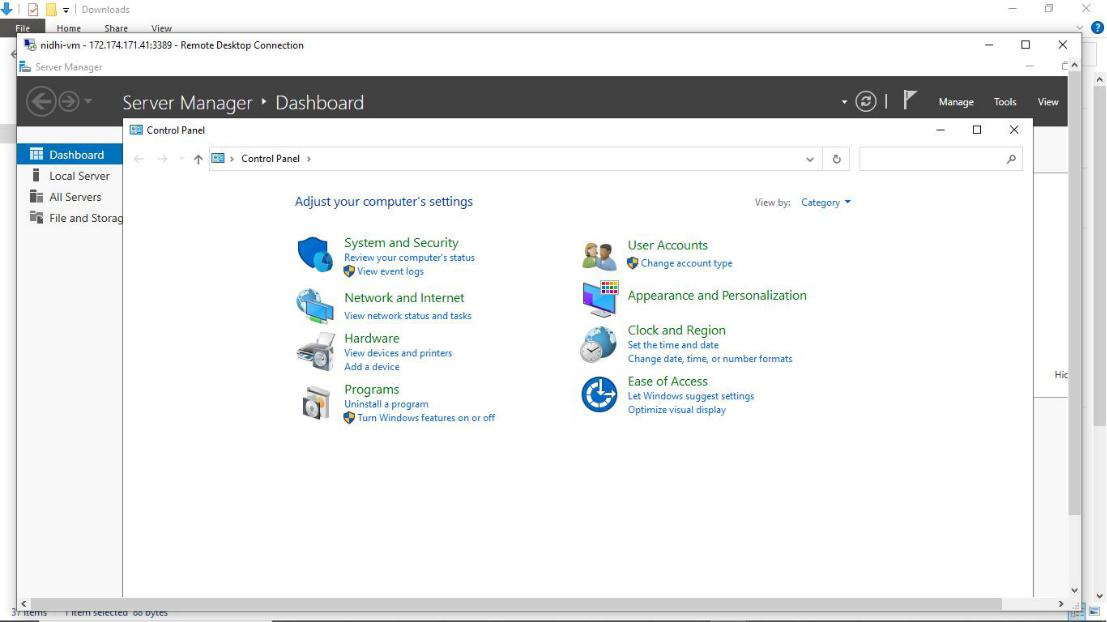 Downloads
File Home Share View
nidhi-vm - 172.174.171.41:3389 - Remote Desktop Connection
Server Manager
Server Manager Dashboard
Manage Tools View
Control Panel
Control Panel
Dashboard
Local Server
All Servers
File and Storag
Adjust your computer's settings
View by: Category
System and Security
Review your computer's status
View event logs
Network and Internet
View network status and tasks
Hardware
View devices and printers
Add a device
Programs
Uninstall a program
Turn Windows features on or off
User Accounts
Change account type
Appearance and Personalization
Clock and Region
Set the time and date
Change date, time, or number formats
Ease of Access
Let Windows suggest settings
Optimize visual display
Hid
37 items 1 item selected 88 bytes